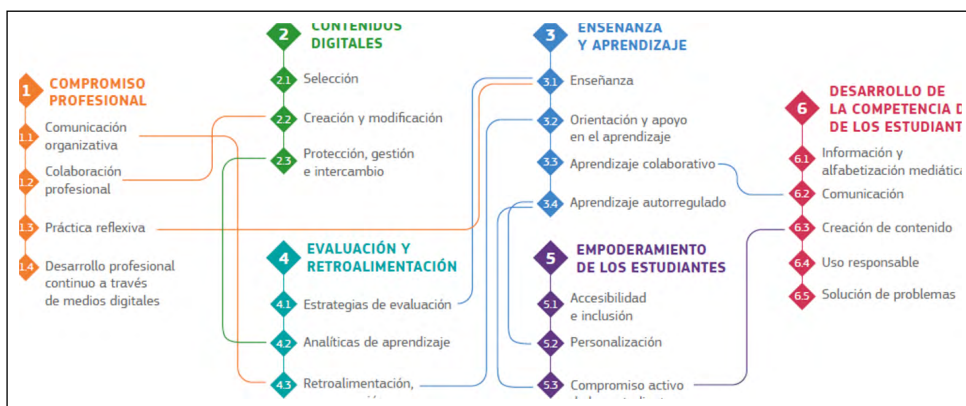 1 COMPROMISO
PROFESIONAL
1.1 Comunicación
organizativa
1.2 Colaboración
profesional
1.3 Práctica reflexiva
1.4 Desarrollo profesional
continuo a través
de medios digitales
2 CONTENIDOS
DIGITALES
2.1 Selección
2.2 Creación y modificación
2.3 Protección, gestión
e intercambio
4 EVALUACIÓN Y
RETROALIMENTACIÓN
4.1 Estrategias de evaluación
4.2 Analíticas de aprendizaje
4.3 Retroalimentación,
3 ENSEÑANZA
Y APRENDIZAJE
3.1 Enseñanza
3.2 Orientación y apoyo
en el aprendizaje
3.3 Aprendizaje colaborativo
3.4 Aprendizaje autorregulado
5 EMPODERAMIENTO
DE LOS ESTUDIANTES
5.1 Accesibilidad
e inclusión
5.2 Personalización
5.3 Compromiso activo
6 DESARROLLO DE
LA COMPETENCIA D
DE LOS ESTUDIANT
6.1 Información y
alfabetización mediática
6.2 Comunicación
6.3 Creación de contenido
6.4 Uso responsable
6.5 Solución de problemas